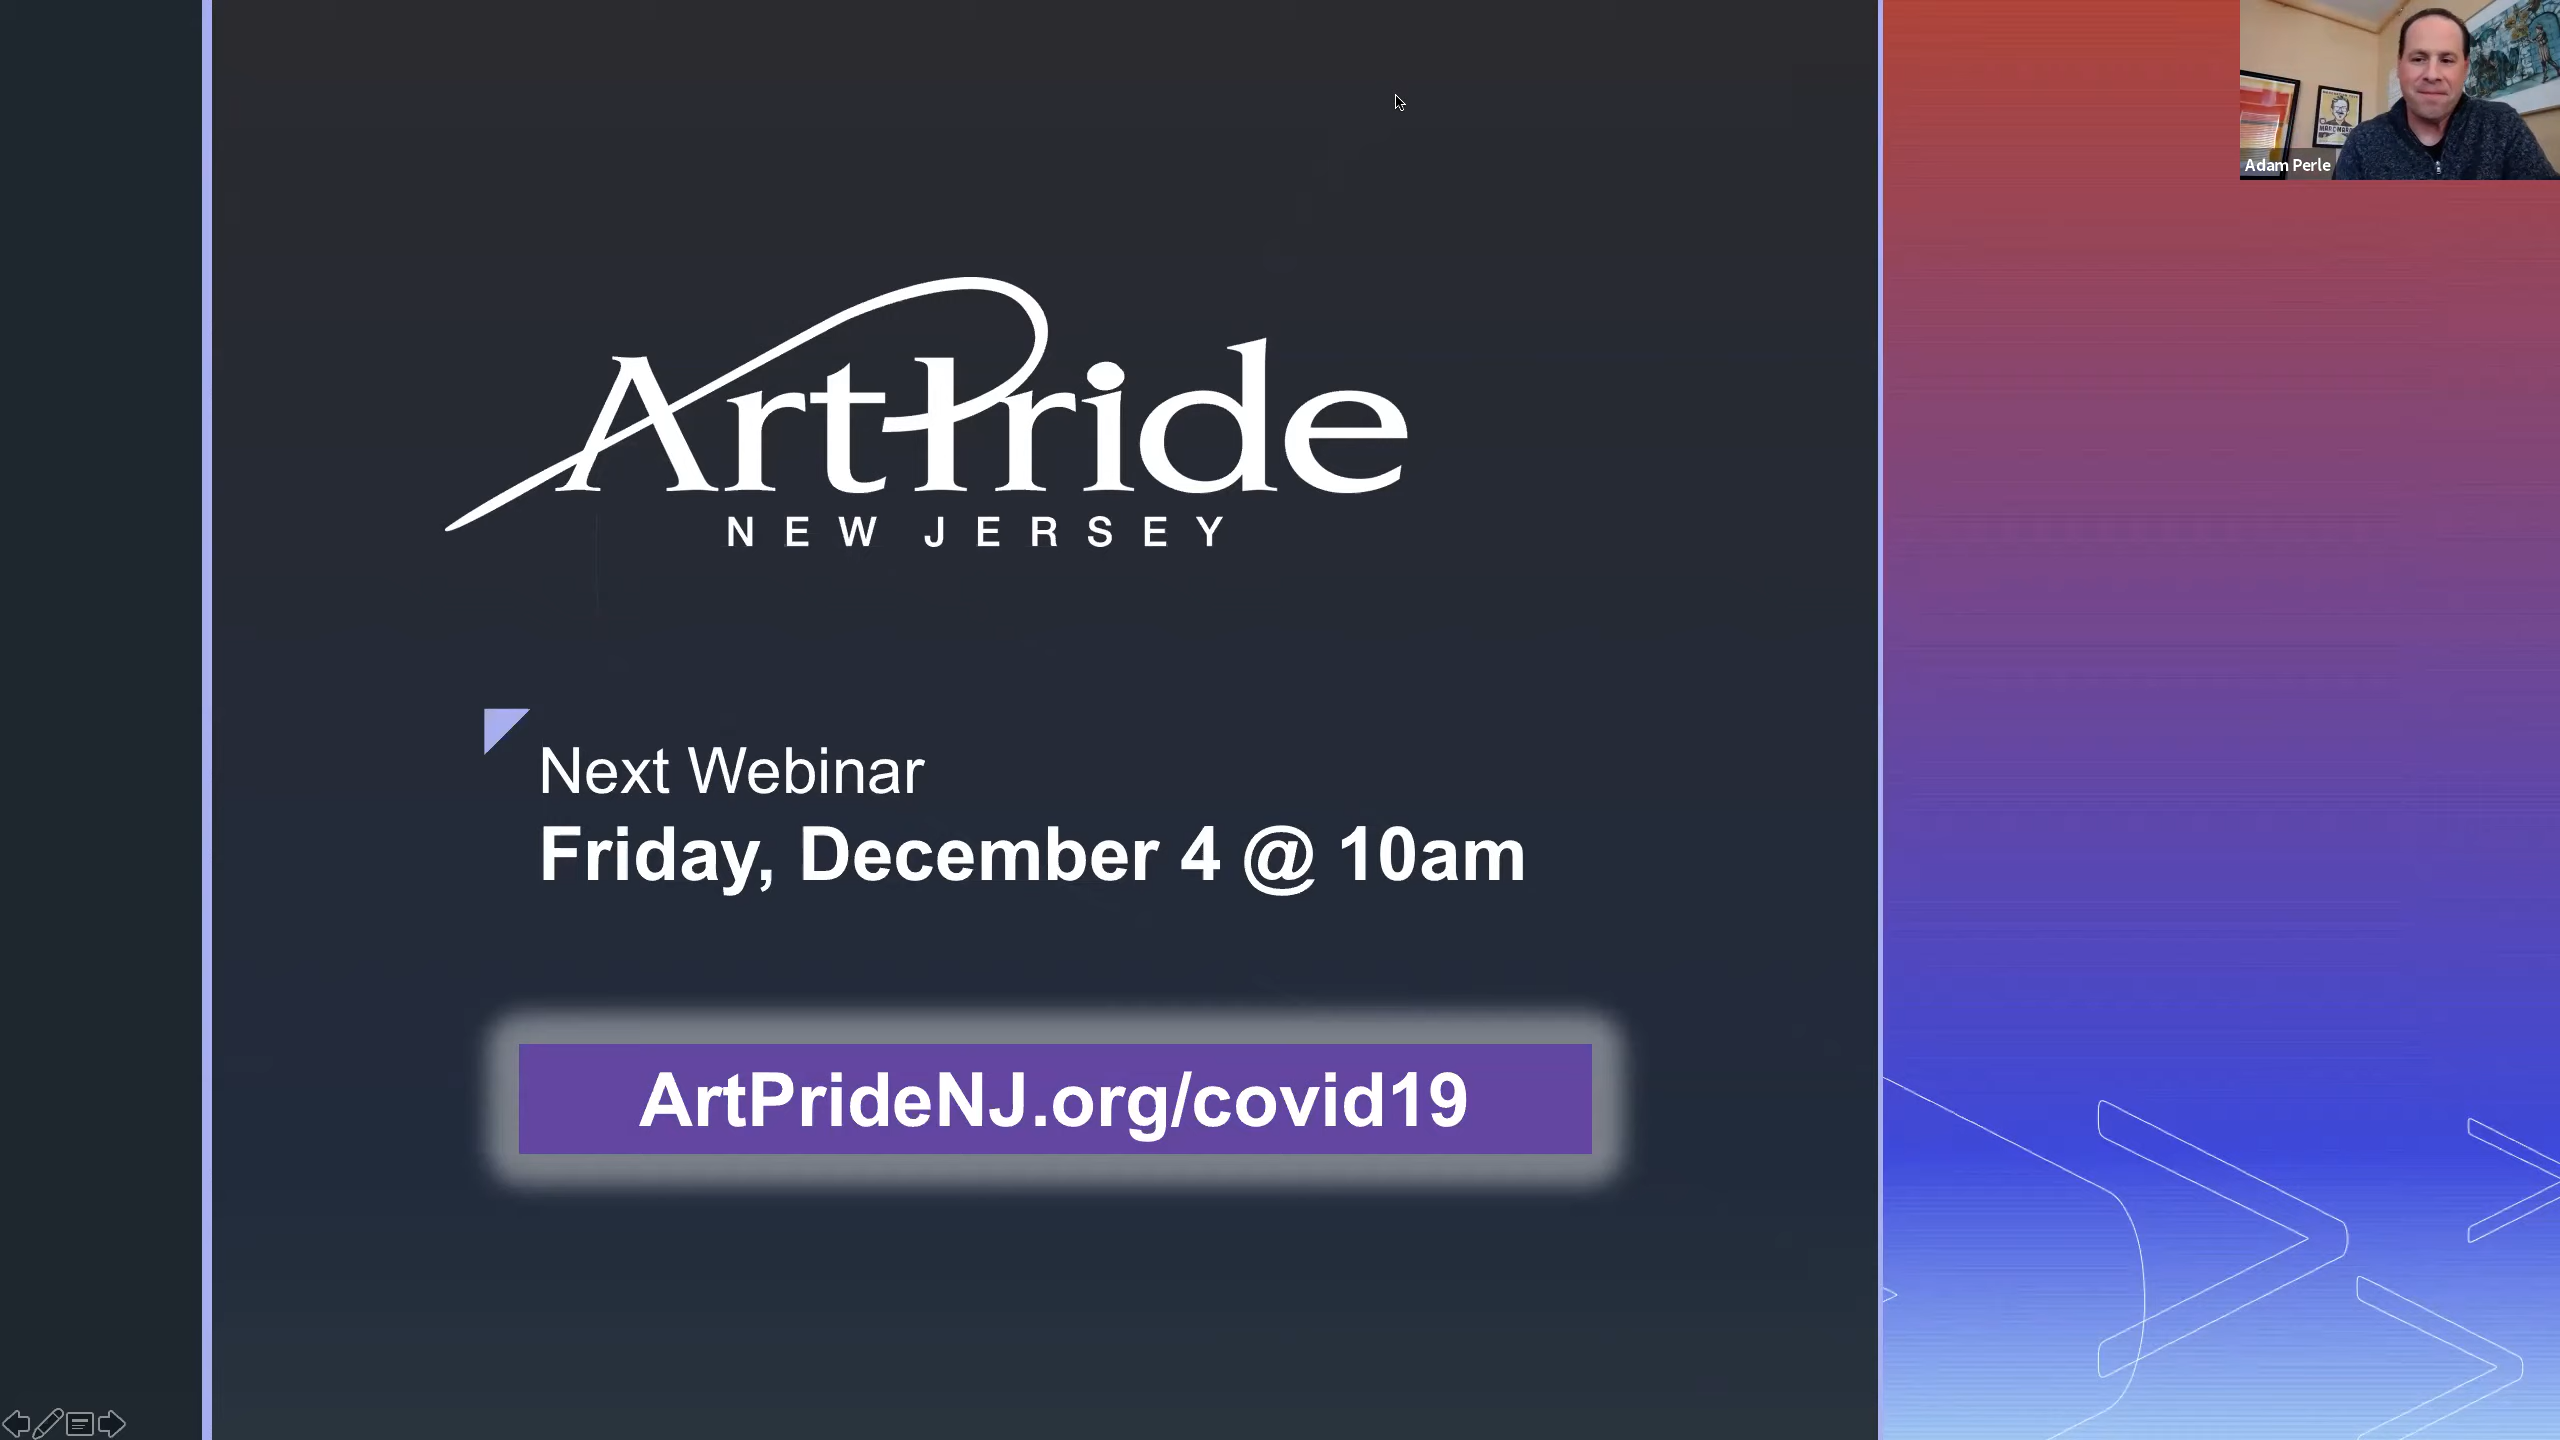 ArtPride
NEW JERSEY
Next Webinar
Friday, December 4 @ 10am
ArtPrideNJ.org/covid19
Adam Perle